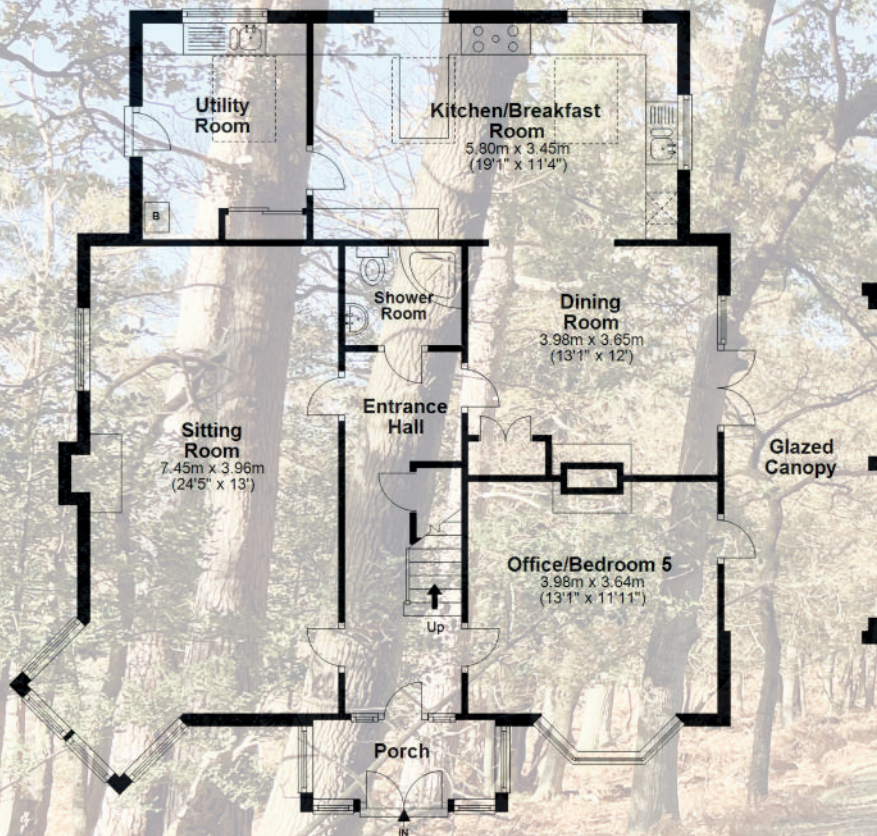 Utility
Room
Kitchen/Breakfast
Room
5.80m x 3.45m
(19'1" x 11'4")
B
Shower
Room
Dining
Room
3.98m x 3.65m
(13'1" x 12')
Entrance
Hall
Sitting
Room
7.45m x 3.96m
(24'5" x 13')
Glazed
Canopy
Office/Bedroom 5
3.98m x 3.64m
(13'1" x 11'11")
Up
Porch
IN